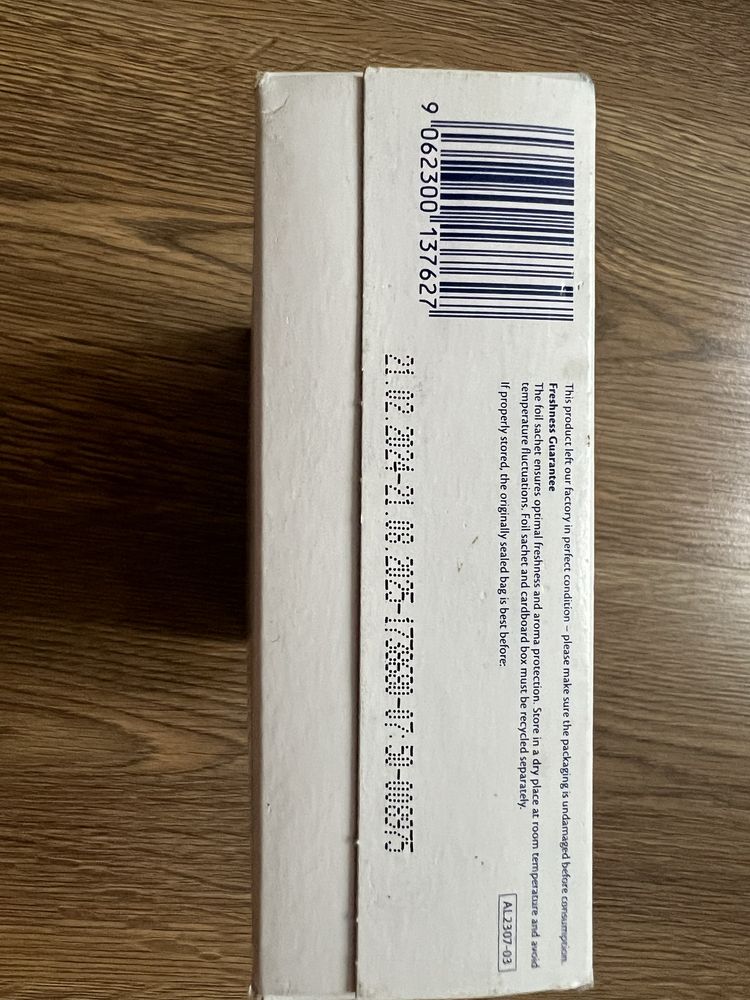 9 062300 137627
This product left our factory in perfect condition – please make sure the packaging is undamaged before consumption.
Freshness Guarantee
The foil sachet ensures optimal freshness and aroma protection. Store in a dry place at room temperature and avoid
temperature fluctuations. Foil sachet and cardboard box must be recycled separately.
If properly stored, the originally sealed bag is best before:
21.02.2024-21.08.2025-1738680-07:50-0008975
AL2307-03